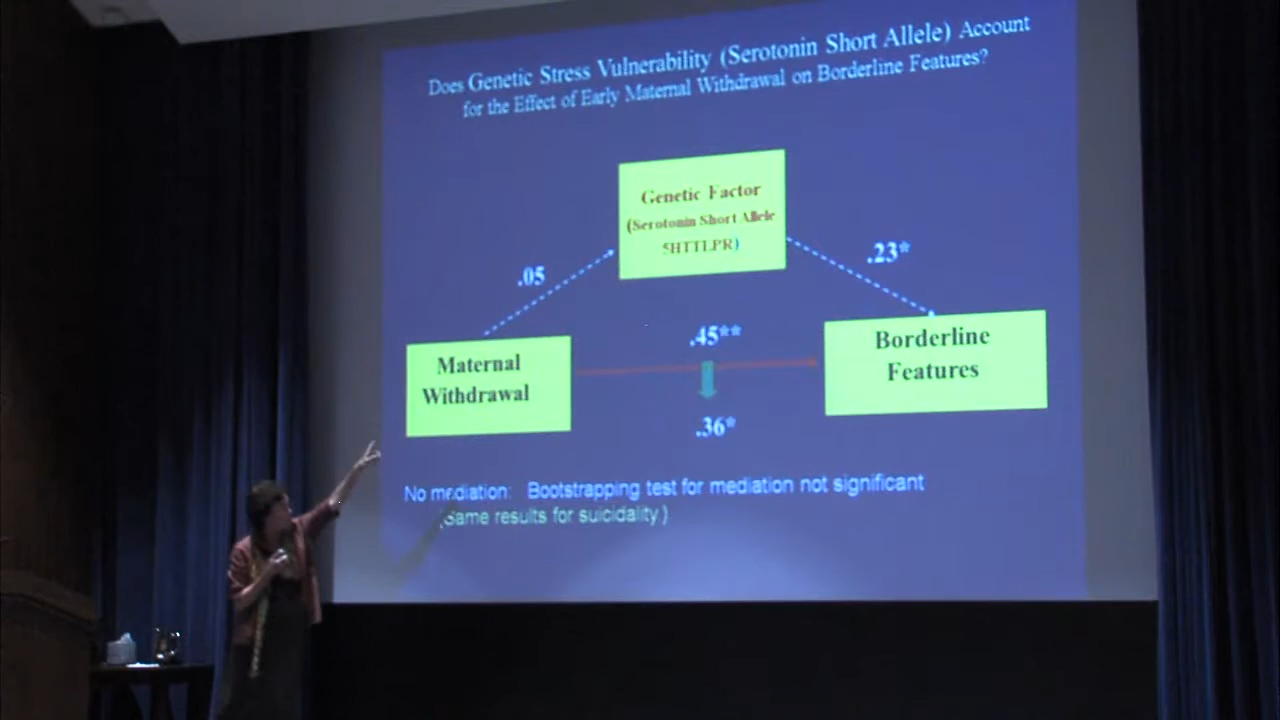 Does Genetic Stress Vulnerability (Serotonin Short Allele) Account
for the Effect of Early Maternal Withdrawal on Borderline Features?
Genetic Factor
(Serotonin Short Allele
5HTTLPR)
.05
.23*
.45**
Maternal
Withdrawal
Borderline
Features
.36*
No mediation: Bootstrapping test for mediation not significant
(Same results for suicidality)